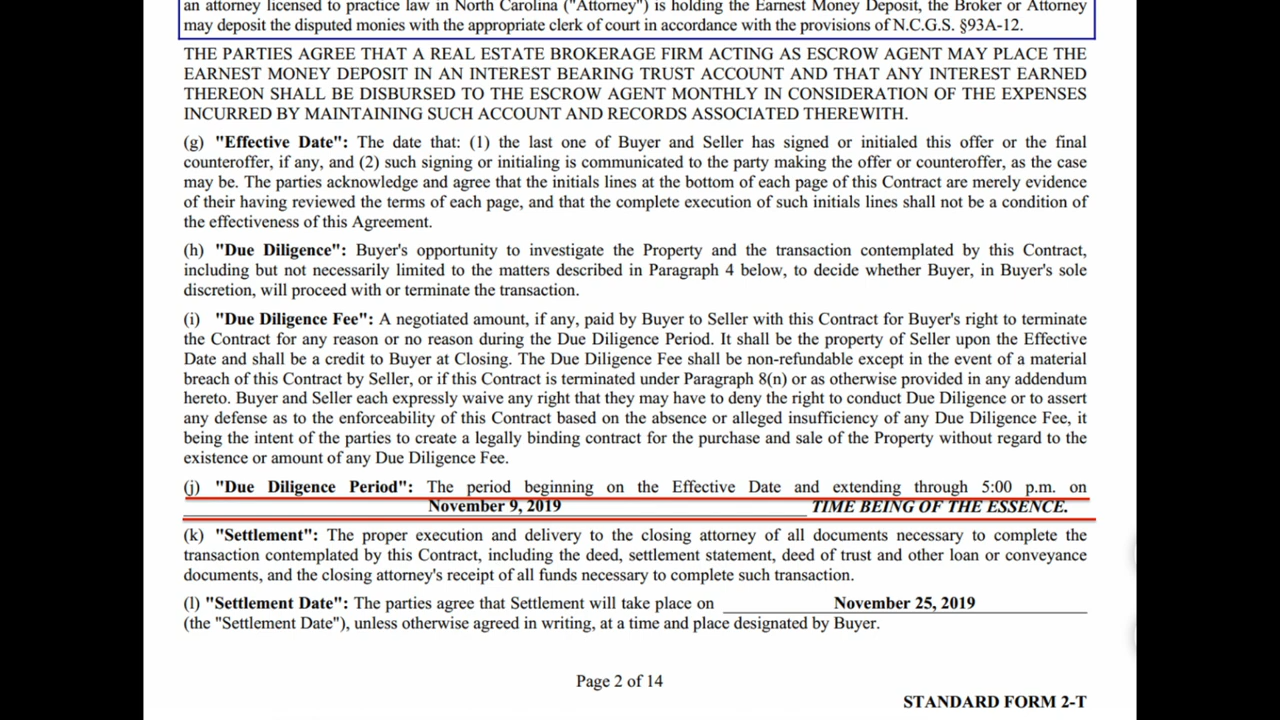 an attorney licensed to practice law in North Carolina ("Attorney") is holding the Earnest Money Deposit, the Broker or Attorney
may deposit the disputed monies with the appropriate clerk of court in accordance with the provisions of N.C.G.S. §93A-12.
THE PARTIES AGREE THAT A REAL ESTATE BROKERAGE FIRM ACTING AS ESCROW AGENT MAY PLACE THE
EARNEST MONEY DEPOSIT IN AN INTEREST BEARING TRUST ACCOUNT AND THAT ANY INTEREST EARNED
THEREON SHALL BE DISBURSED TO THE ESCROW AGENT MONTHLY IN CONSIDERATION OF THE EXPENSES
INCURRED BY MAINTAINING SUCH ACCOUNT AND RECORDS ASSOCIATED THEREWITH.
(g) "Effective Date": The date that: (1) the last one of Buyer and Seller has signed or initialed this offer or the final
counteroffer, if any, and (2) such signing or initialing is communicated to the party making the offer or counteroffer, as the case
may be. The parties acknowledge and agree that the initials lines at the bottom of each page of this Contract are merely evidence
of their having reviewed the terms of each page, and that the complete execution of such initials lines shall not be a condition of
the effectiveness of this Agreement.
(h) "Due Diligence": Buyer's opportunity to investigate the Property and the transaction contemplated by this Contract,
including but not necessarily limited to the matters described in Paragraph 4 below, to decide whether Buyer, in Buyer's sole
discretion, will proceed with or terminate the transaction.
(i) "Due Diligence Fee": A negotiated amount, if any, paid by Buyer to Seller with this Contract for Buyer's right to terminate
the Contract for any reason or no reason during the Due Diligence Period. It shall be the property of Seller upon the Effective
Date and shall be a credit to Buyer at Closing. The Due Diligence Fee shall be non-refundable except in the event of a material
breach of this Contract by Seller, or if this Contract is terminated under Paragraph 8(n) or as otherwise provided in any addendum
hereto. Buyer and Seller each expressly waive any right that they may have to deny the right to conduct Due Diligence or to assert
any defense as to the enforceability of this Contract based on the absence or alleged insufficiency of any Due Diligence Fee, it
being the intent of the parties to create a legally binding contract for the purchase and sale of the Property without regard to the
existence or amount of any Due Diligence Fee.
(j) "Due Diligence Period": The period beginning on the Effective Date and extending through 5:00 p.m. on
November 9, 2019 TIME BEING OF THE ESSENCE.
(k) "Settlement": The proper execution and delivery to the closing attorney of all documents necessary to complete the
transaction contemplated by this Contract, including the deed, settlement statement, deed of trust and other loan or conveyance
documents, and the closing attorney's receipt of all funds necessary to complete such transaction.
(l) "Settlement Date": The parties agree that Settlement will take place on November 25, 2019
(the "Settlement Date"), unless otherwise agreed in writing, at a time and place designated by Buyer.
Page 2 of 14
STANDARD FORM 2-T